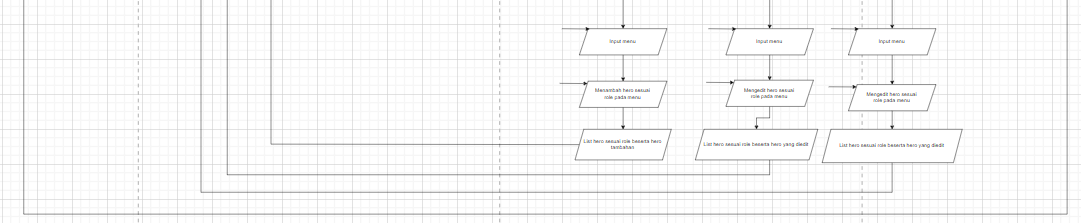 Input menu
Input menu
Input menu
Menambah hero sesuai
role pada menu
Mengedit hero sesuai
role pada menu
Mengedit hero sesuai
role pada menu
List hero sesuai role beserta hero
tambahan
List hero sesuai role beserta hero yang diedit
List hero sesuai role beserta hero yang diedit